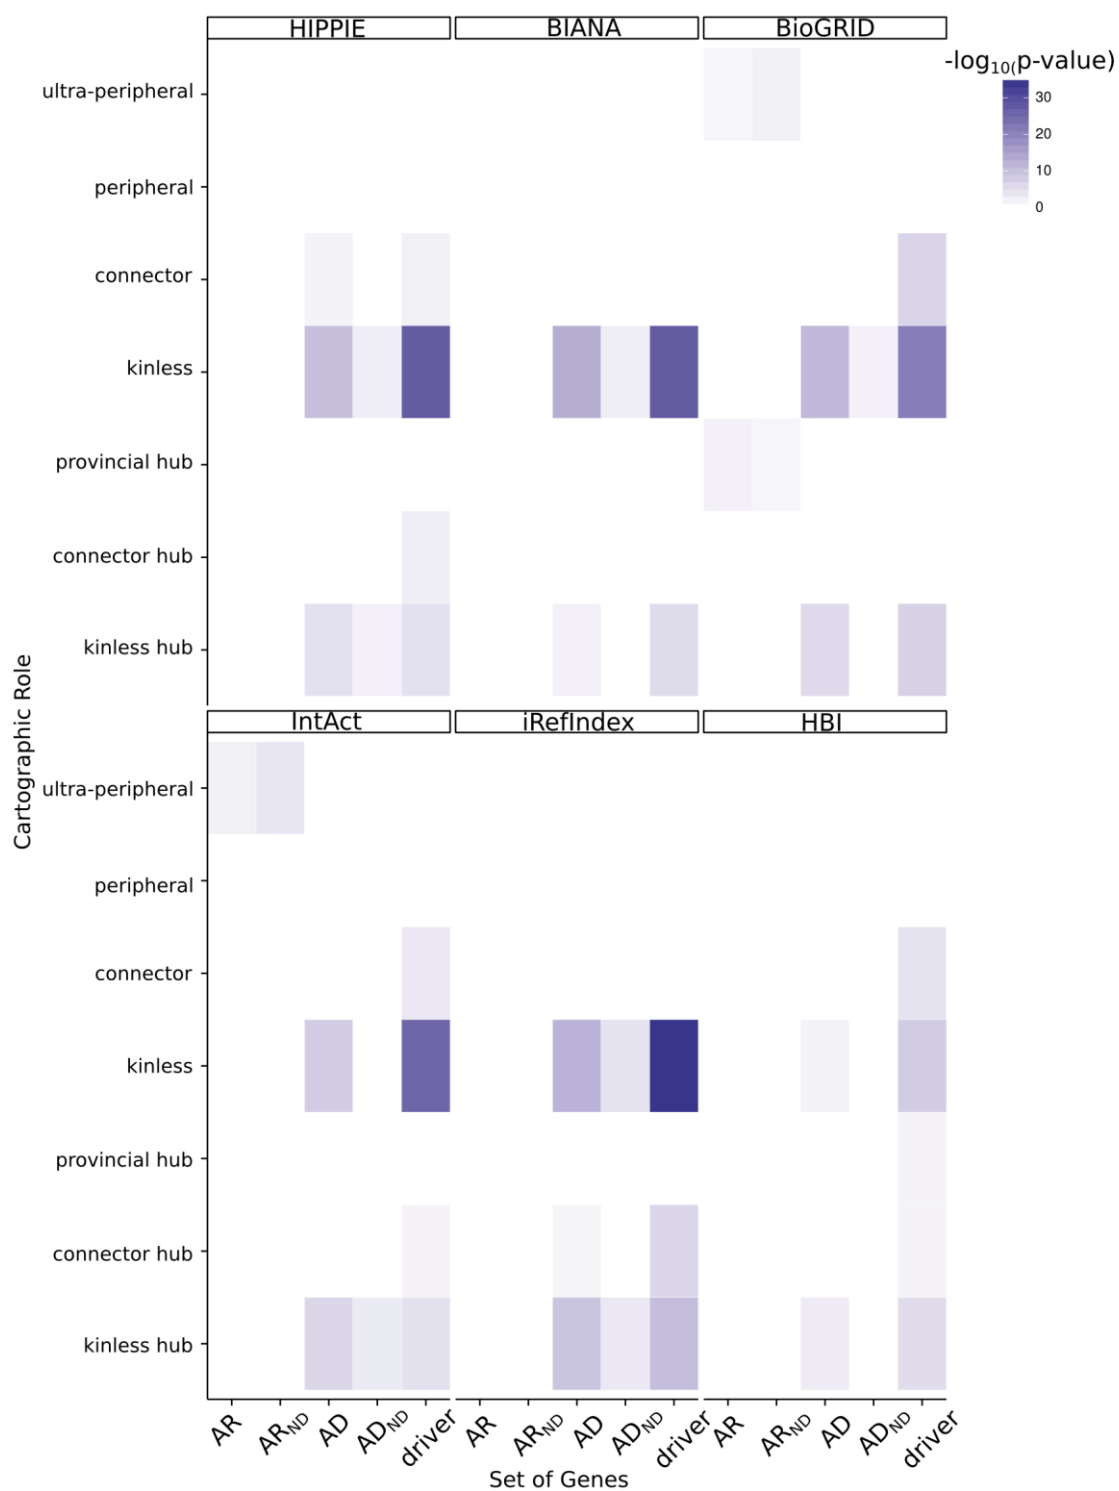 HIPPIE BIANA BioGRID
-log10(p-value)
30
20
10
0
ultra-peripheral
peripheral
connector
kinless
provincial hub
connector hub
kinless hub
Cartographic Role
IntAct iRefIndex HBI
ultra-peripheral
peripheral
connector
kinless
provincial hub
connector hub
kinless hub
AR ARND AD ADND driver AR ARND AD ADND driver AR ARND AD ADND driver
Set of Genes